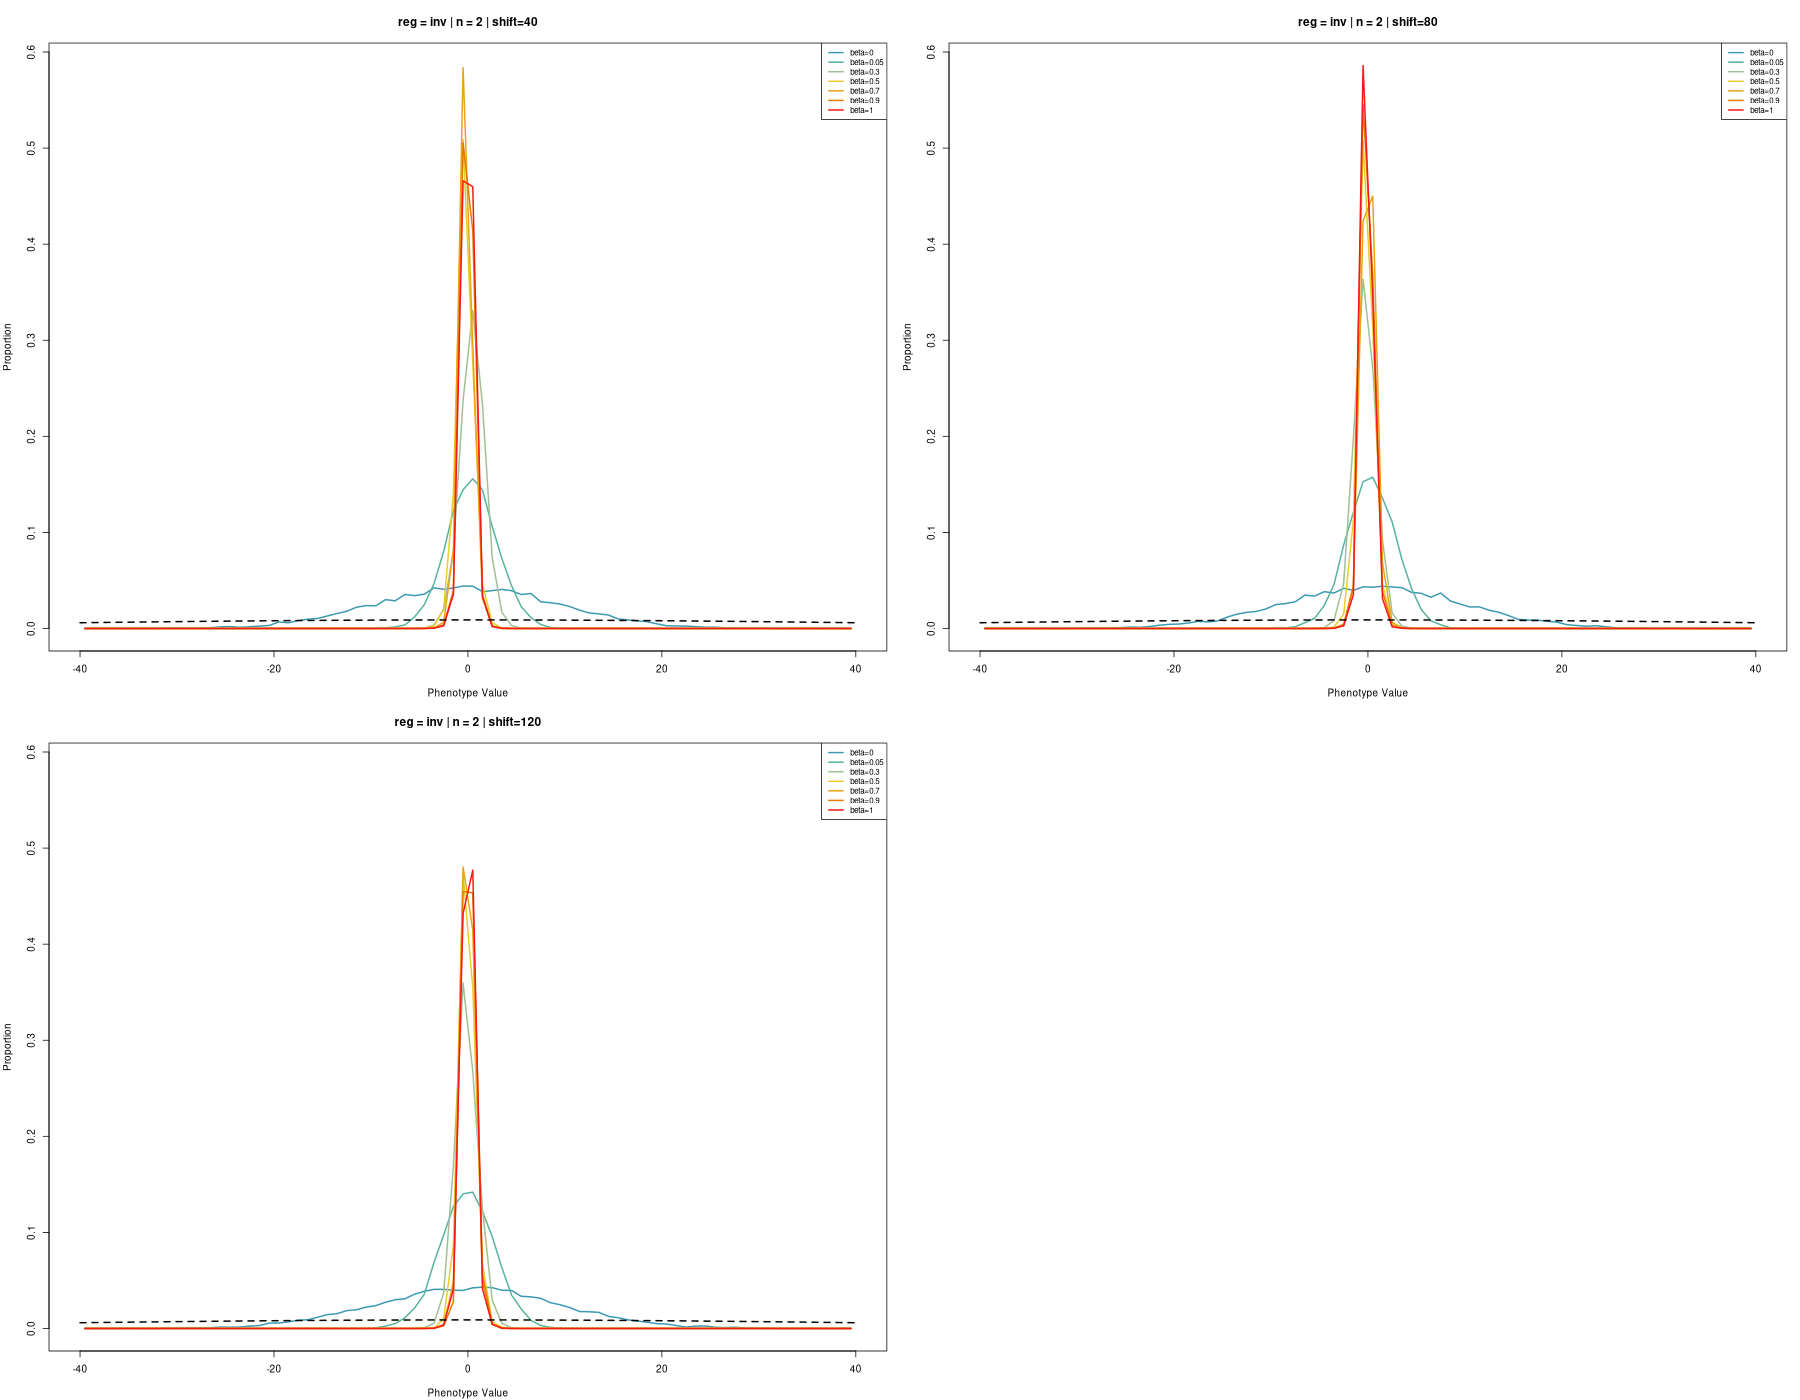 reg = inv | n = 2 | shift=40
beta=0
beta=0.05
beta=0.3
beta=0.5
beta=0.7
beta=0.9
beta=1
Proportion
0.0
0.1
0.2
0.3
0.4
0.5
0.6
-40
-20
0
20
40
Phenotype Value
reg = inv | n = 2 | shift=80
beta=0
beta=0.05
beta=0.3
beta=0.5
beta=0.7
beta=0.9
beta=1
Proportion
0.0
0.1
0.2
0.3
0.4
0.5
0.6
-40
-20
0
20
40
Phenotype Value
reg = inv | n = 2 | shift=120
beta=0
beta=0.05
beta=0.3
beta=0.5
beta=0.7
beta=0.9
beta=1
Proportion
0.0
0.1
0.2
0.3
0.4
0.5
0.6
-40
-20
0
20
40
Phenotype Value